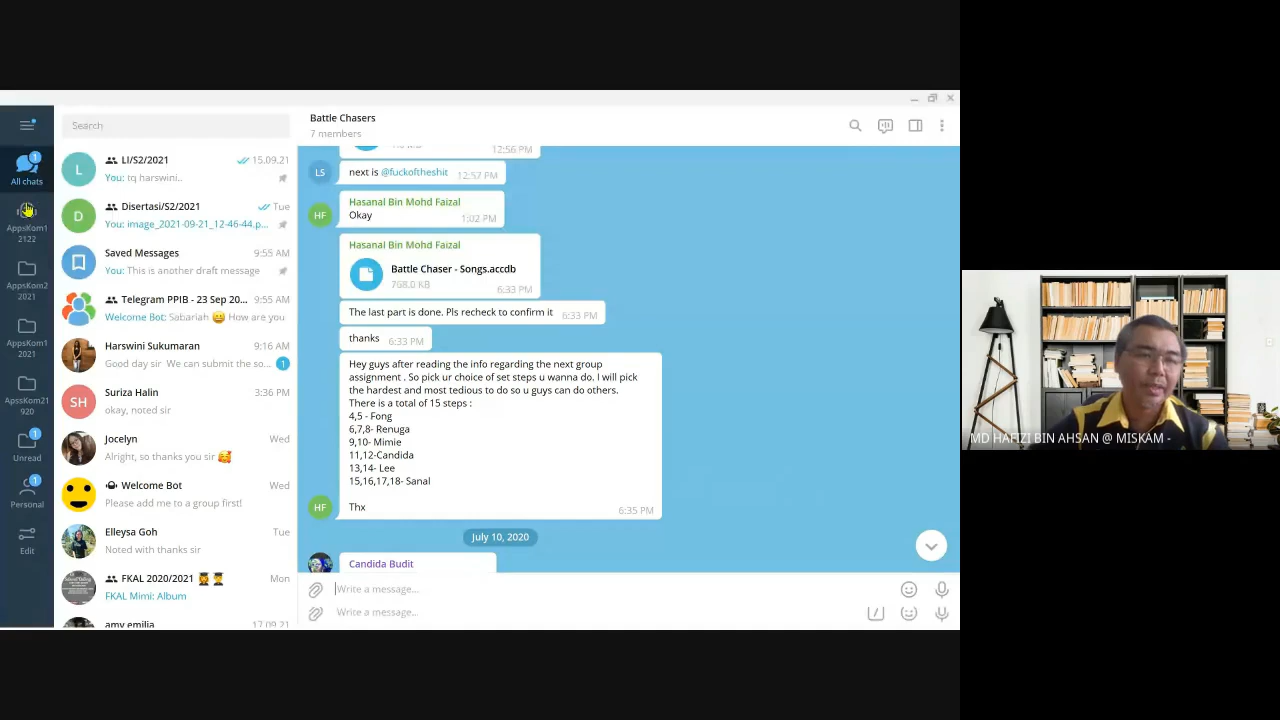 Search
All chats
1
AppsKom1
2122
AppsKom2
2021
AppsKom1
2021
AppsKom21
920
1
Unread
1
Personal
Edit
L
LI/S2/2021
15.09.21
You: tq harswini..
D
Disertasi/S2/2021
Tue
You: image_2021-09-21_12-46-44.p...
Saved Messages
9:55 AM
You: This is another draft message
Telegram PPIB - 23 Sep 20...
9:55 AM
Welcome Bot: Sabariah 😄 How are you
Harswini Sukumaran
9:16 AM
Good day sir We can submit the so...
1
SH
Suriza Halin
3:36 PM
okay, noted sir
Jocelyn
Wed
Alright, so thanks you sir 🥰
Welcome Bot
Wed
Please add me to a group first!
Elleysa Goh
Tue
Noted with thanks sir
FKAL 2020/2021 👩‍🎓👨‍🎓
Mon
FKAL Mimi: Album
amy emilia
17.09.21
Battle Chasers
7 members
12:56 PM
LS
next is @fuckoftheshit 12:57 PM
HF
Hasanal Bin Mohd Faizal
Okay 1:02 PM
Hasanal Bin Mohd Faizal
Battle Chaser - Songs.accdb
768.0 KB
6:33 PM
The last part is done. Pls recheck to confirm it 6:33 PM
thanks 6:33 PM
Hey guys after reading the info regarding the next group
assignment . So pick ur choice of set steps u wanna do. I will pick
the hardest and most tedious to do so u guys can do others.
There is a total of 15 steps :
4,5 - Fong
6,7,8- Renuga
9,10- Mimie
11,12-Candida
13,14- Lee
15,16,17,18- Sanal
Thx
6:35 PM
HF
July 10, 2020
Candida Budit
Write a message...
Write a message...
MD HAFIZI BIN AHSAN @ MISKAM -